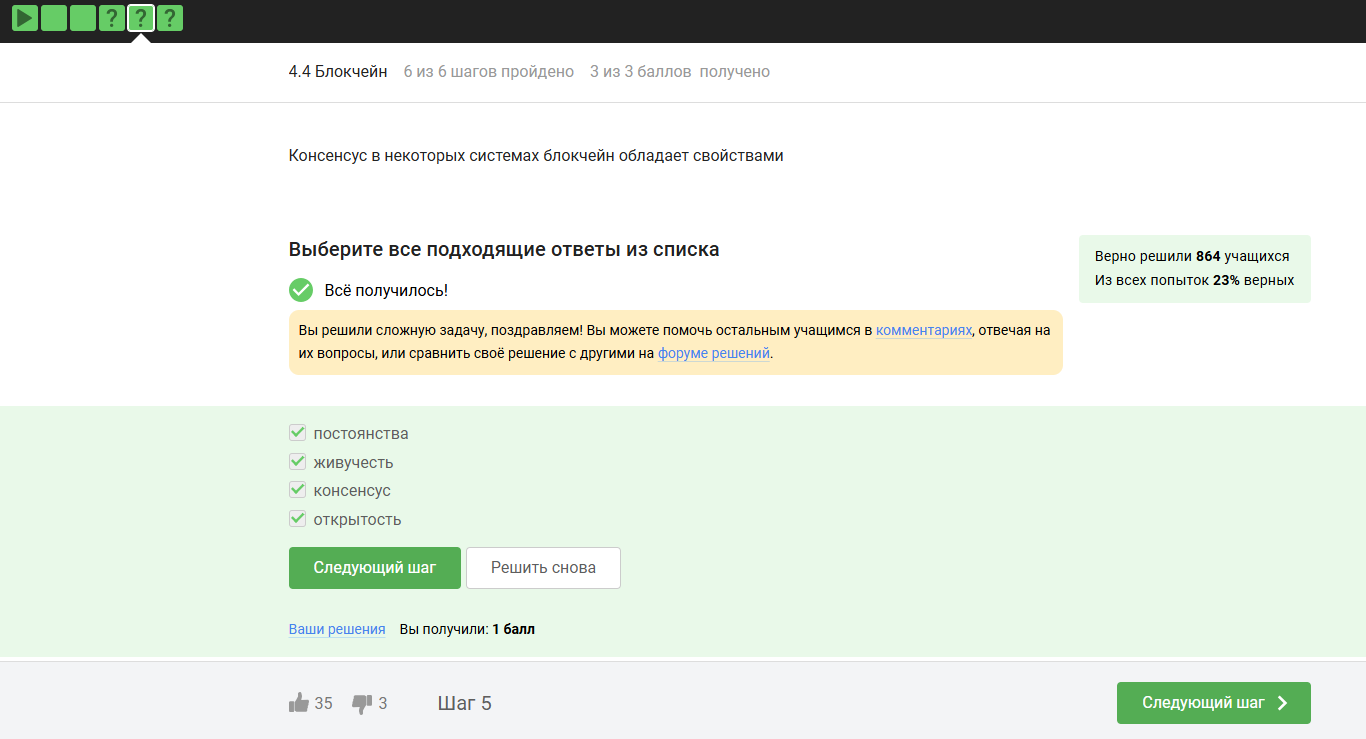 ? ? ?
4.4 Блокчейн 6 из 6 шагов пройдено 3 из 3 баллов получено
Консенсус в некоторых системах блокчейн обладает свойствами
Выберите все подходящие ответы из списка
Верно решили 864 учащихся
Из всех попыток 23% верных
Всё получилось!
Вы решили сложную задачу, поздравляем! Вы можете помочь остальным учащимся в комментариях, отвечая на
их вопросы, или сравнить своё решение с другими на форуме решений.
постоянства
живучесть
консенсус
открытость
Следующий шаг Решить снова
Ваши решения Вы получили: 1 балл
35 3 Шаг 5 Следующий шаг